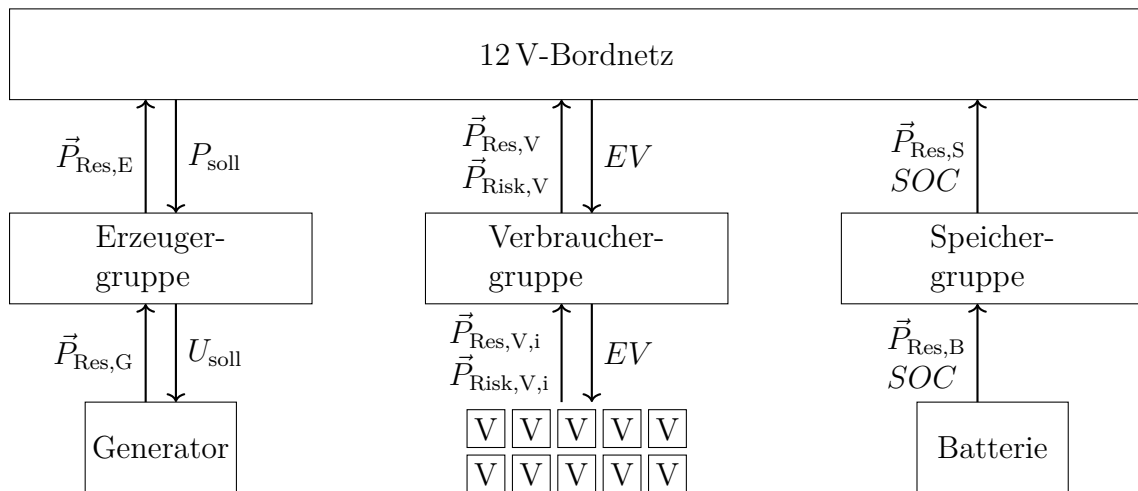 12 V-Bordnetz
P⃗Res,E
Psoll
P⃗Res,V
P⃗Risk,V
EV
P⃗Res,S
SOC
Erzeuger-
gruppe
Verbraucher-
gruppe
Speicher-
gruppe
P⃗Res,G
Usoll
P⃗Res,V,i
P⃗Risk,V,i
EV
P⃗Res,B
SOC
Generator
V V V V V
V V V V V
Batterie